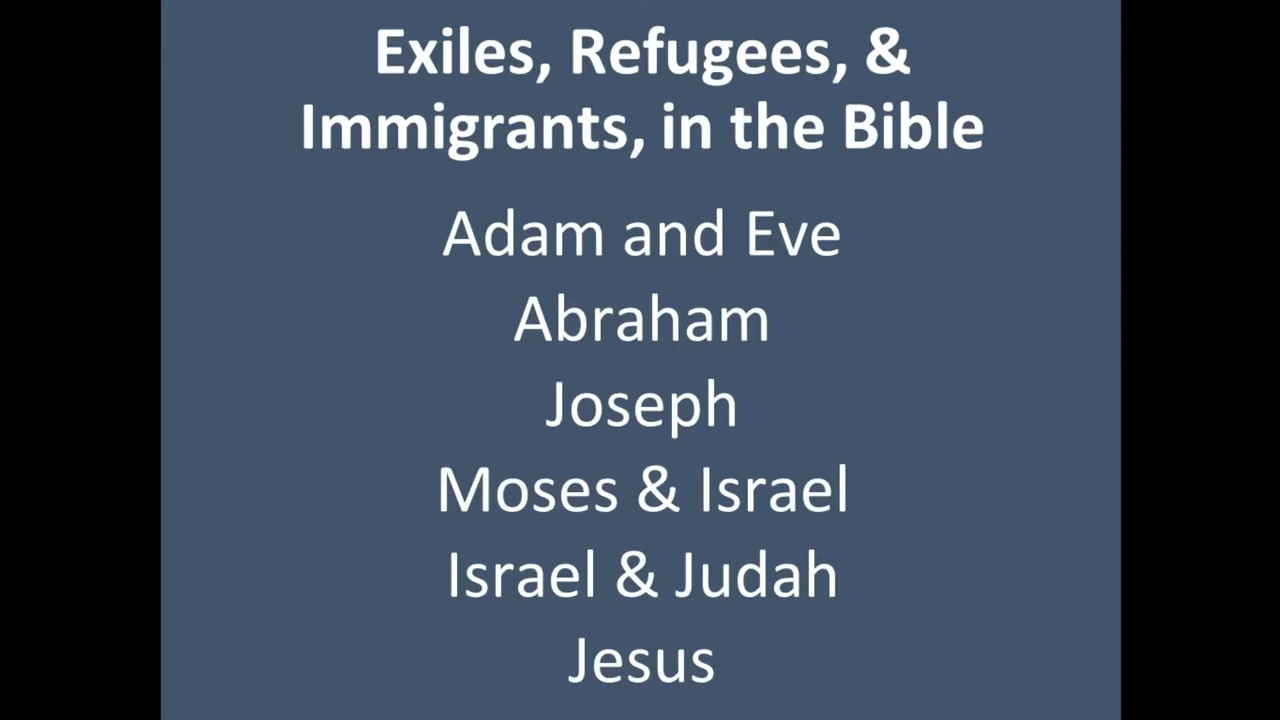 Exiles, Refugees, &
Immigrants, in the Bible
Adam and Eve
Abraham
Joseph
Moses & Israel
Israel & Judah
Jesus